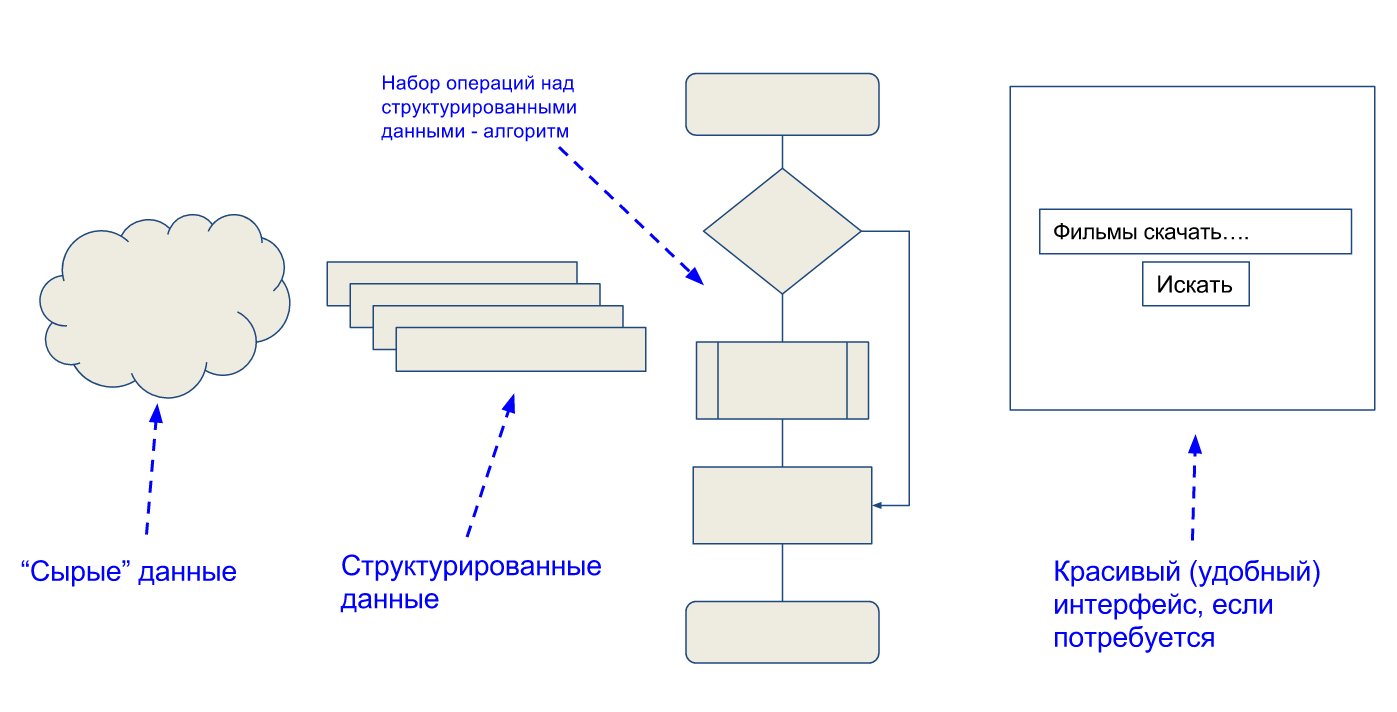 Набор операций над
структурированными
данными - алгоритм
Фильмы скачать....
Искать
“Сырые” данные
Структурированные
данные
Красивый (удобный)
интерфейс, если
потребуется